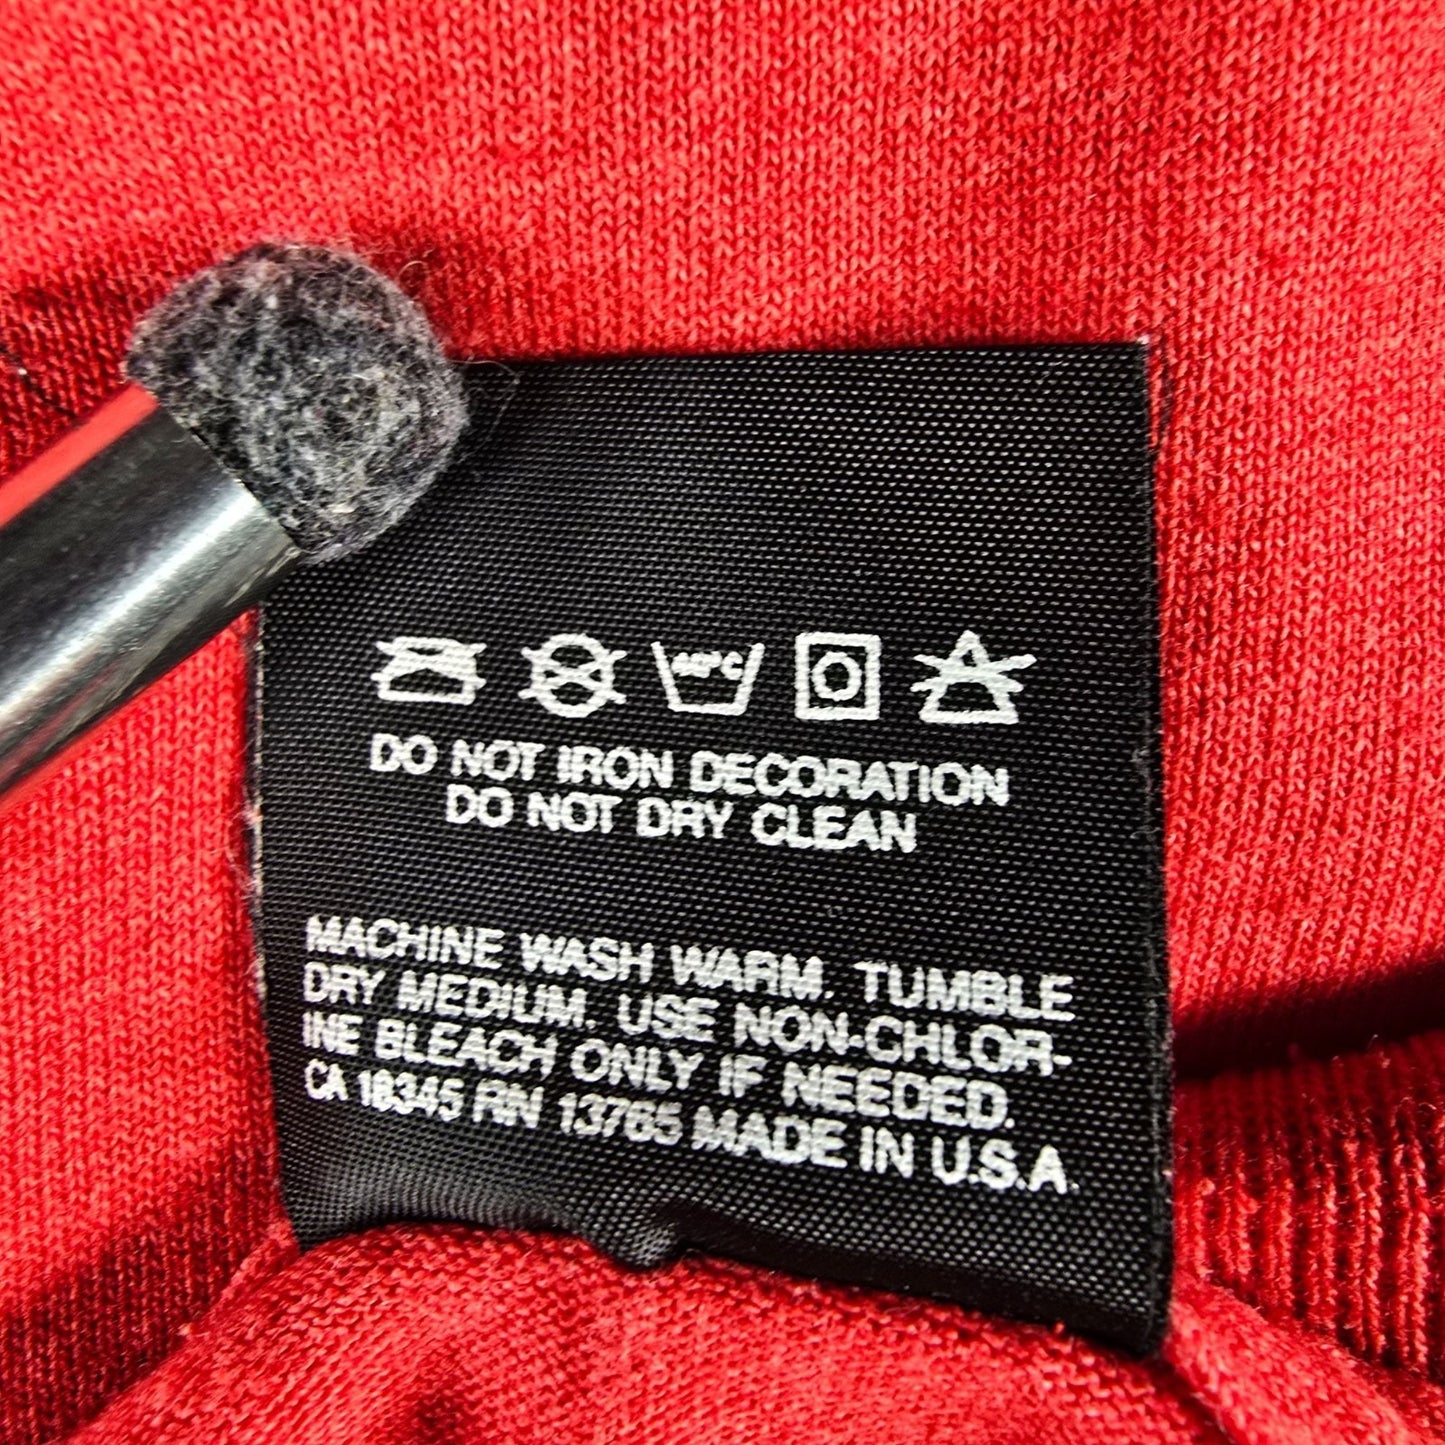 40°C
DO NOT IRON DECORATION
DO NOT DRY CLEAN
MACHINE WASH WARM. TUMBLE
DRY MEDIUM. USE NON-CHLOR-
INE BLEACH ONLY IF NEEDED.
CA 18345 RN 13765 MADE IN U.S.A.